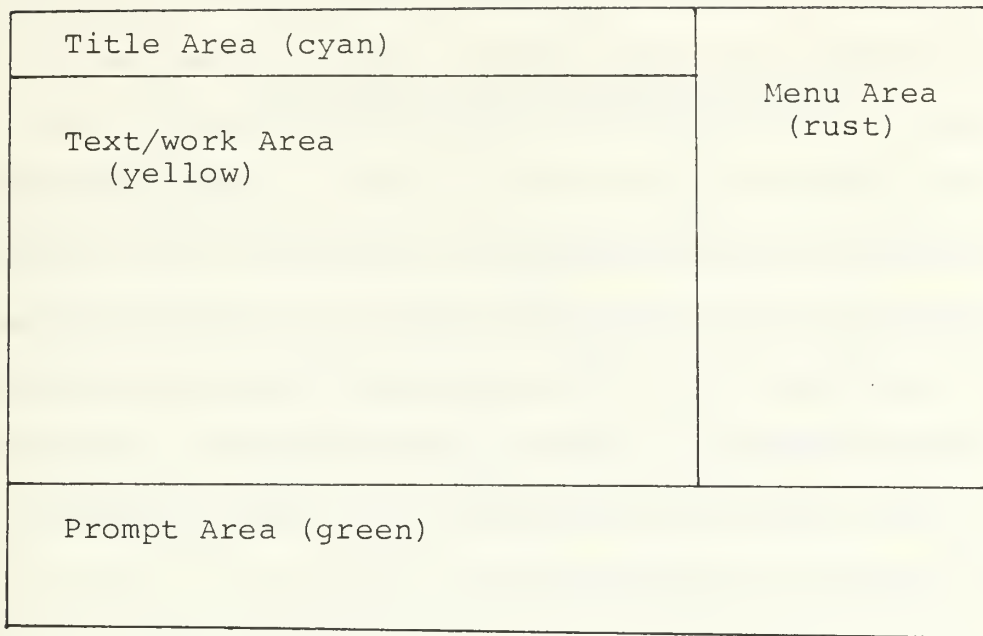 Title Area (cyan)
Text/work Area
(yellow)
Menu Area
(rust)
Prompt Area (green)